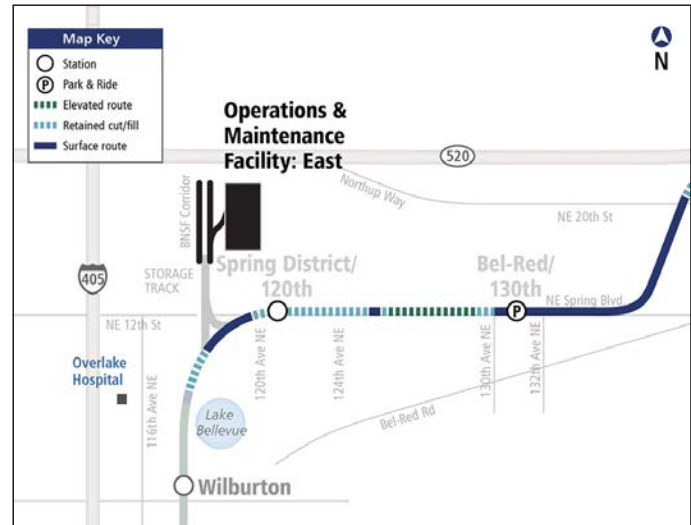 Map Key
Station
P
Park & Ride
Elevated route
Retained cut/fill
Surface route
N
Operations &
Maintenance
Facility: East
520
Northup Way
NE 20th St
BNSF Corridor
405
STORAGE
TRACK
Spring District/
120th
Bel-Red/
130th
P
NE Spring Blvd
NE 12th St
120th Ave NE
124th Ave NE
130th Ave NE
132th Ave NE
Overlake
Hospital
116th Ave NE
Lake
Bellevue
Bel-Red Rd
Wilburton